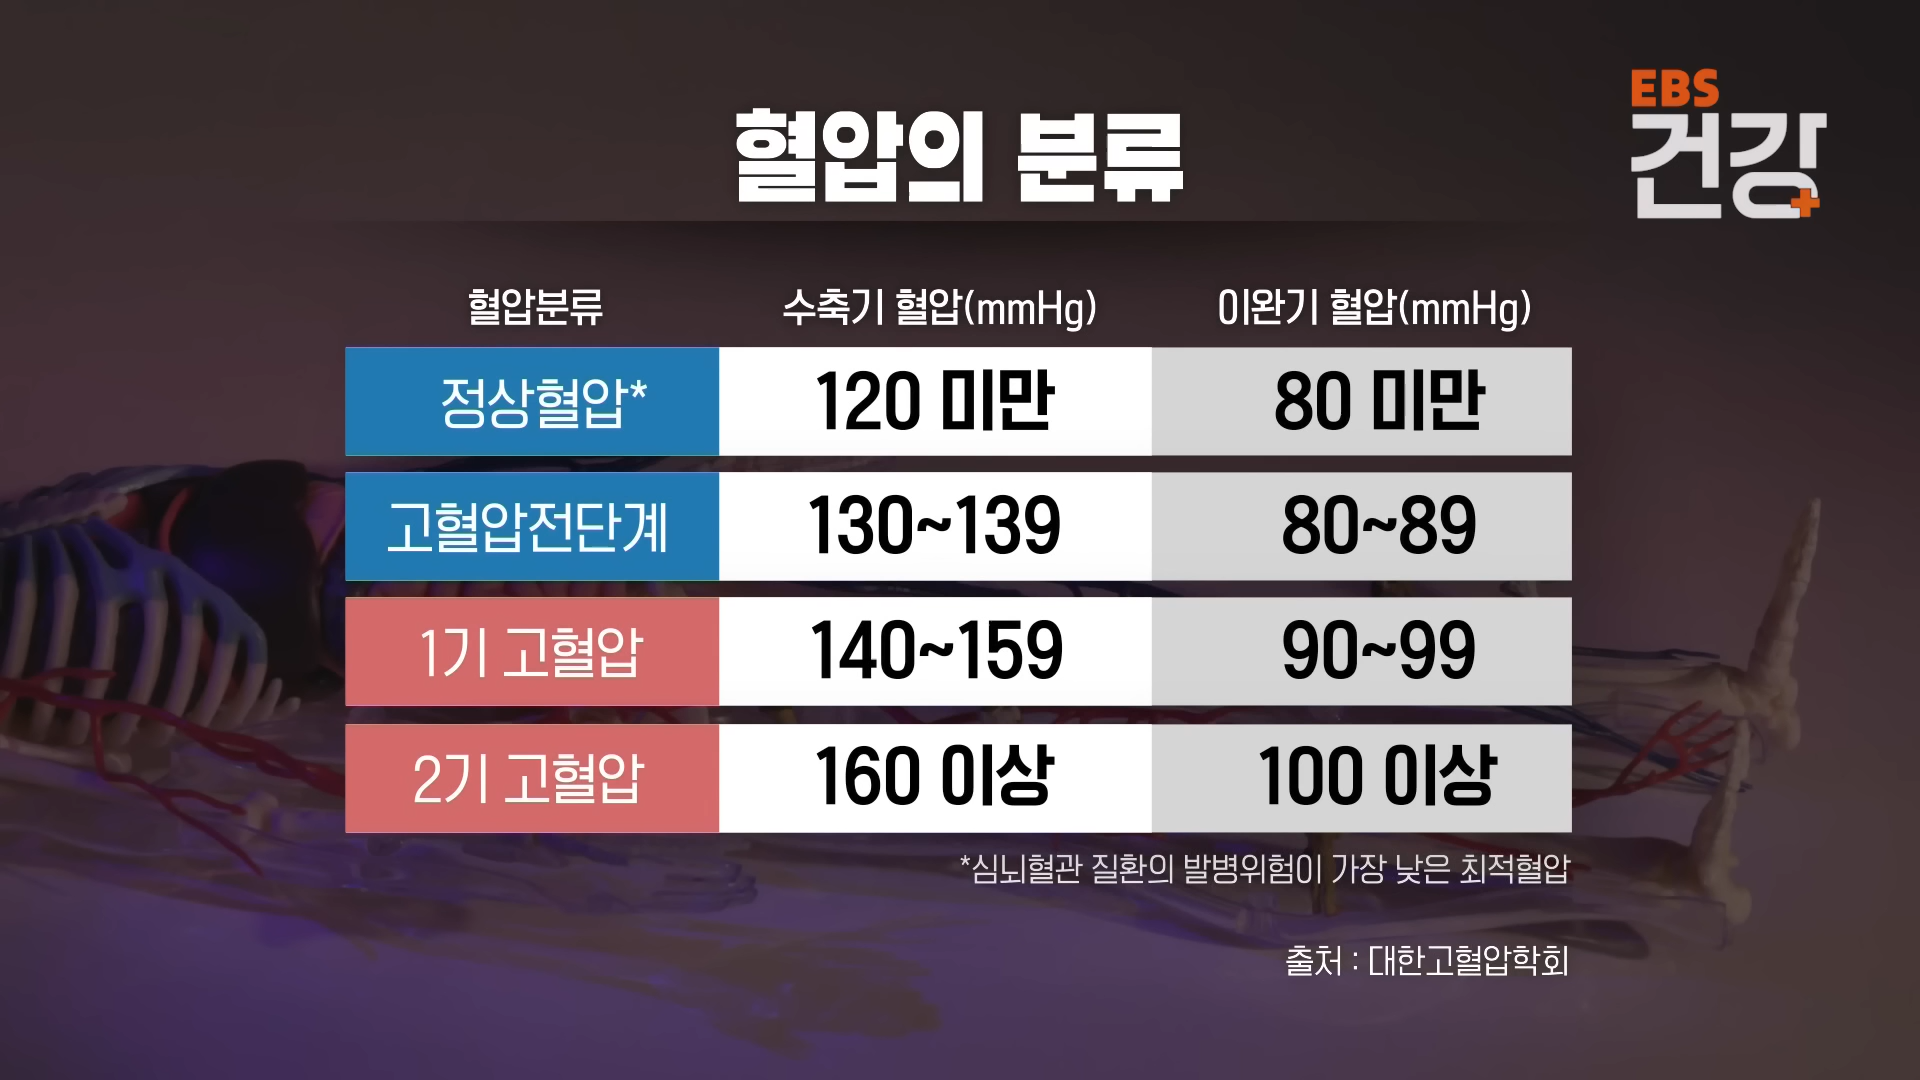 EBS
건강
혈압의 분류
혈압분류 수축기 혈압(mmHg) 이완기 혈압(mmHg)
정상혈압* 120 미만 80 미만
고혈압전단계 130~139 80~89
1기 고혈압 140~159 90~99
2기 고혈압 160 이상 100 이상
*심뇌혈관 질환의 발병위험이 가장 낮은 최적혈압
출처 : 대한고혈압학회